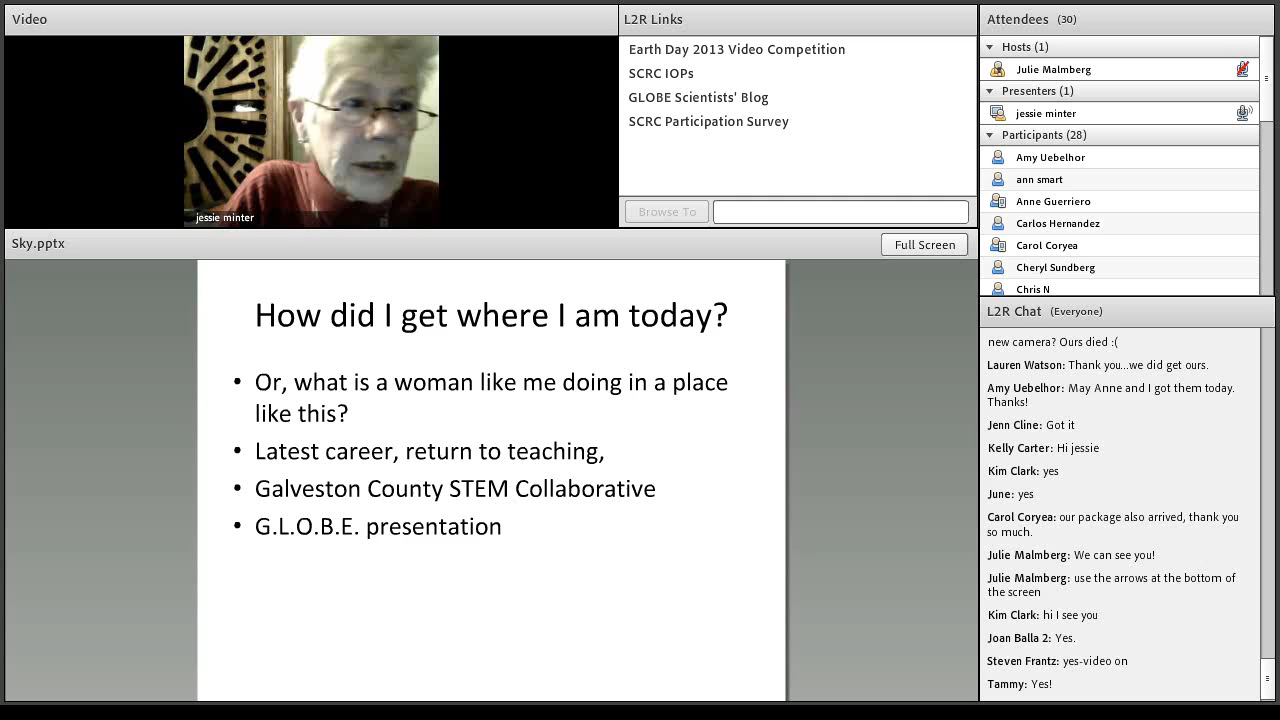 Video
jessie minter
L2R Links
Earth Day 2013 Video Competition
SCRC IOPs
GLOBE Scientists' Blog
SCRC Participation Survey
Browse To
Attendees (30)
Hosts (1)
Julie Malmberg
Presenters (1)
jessie minter
Participants (28)
Amy Uebelhor
ann smart
Anne Guerriero
Carlos Hernandez
Carol Coryea
Cheryl Sundberg
Chris N
Sky.pptx
Full Screen
How did I get where I am today?
• Or, what is a woman like me doing in a place
like this?
• Latest career, return to teaching,
• Galveston County STEM Collaborative
• G.L.O.B.E. presentation
L2R Chat (Everyone)
new camera? Ours died :(
Lauren Watson: Thank you...we did get ours.
Amy Uebelhor: May Anne and I got them today.
Thanks!
Jenn Cline: Got it
Kelly Carter: Hi jessie
Kim Clark: yes
June: yes
Carol Coryea: our package also arrived, thank you
so much.
Julie Malmberg: We can see you!
Julie Malmberg: use the arrows at the bottom of
the screen
Kim Clark: hi I see you
Joan Balla 2: Yes.
Steven Frantz: yes-video on
Tammy: Yes!